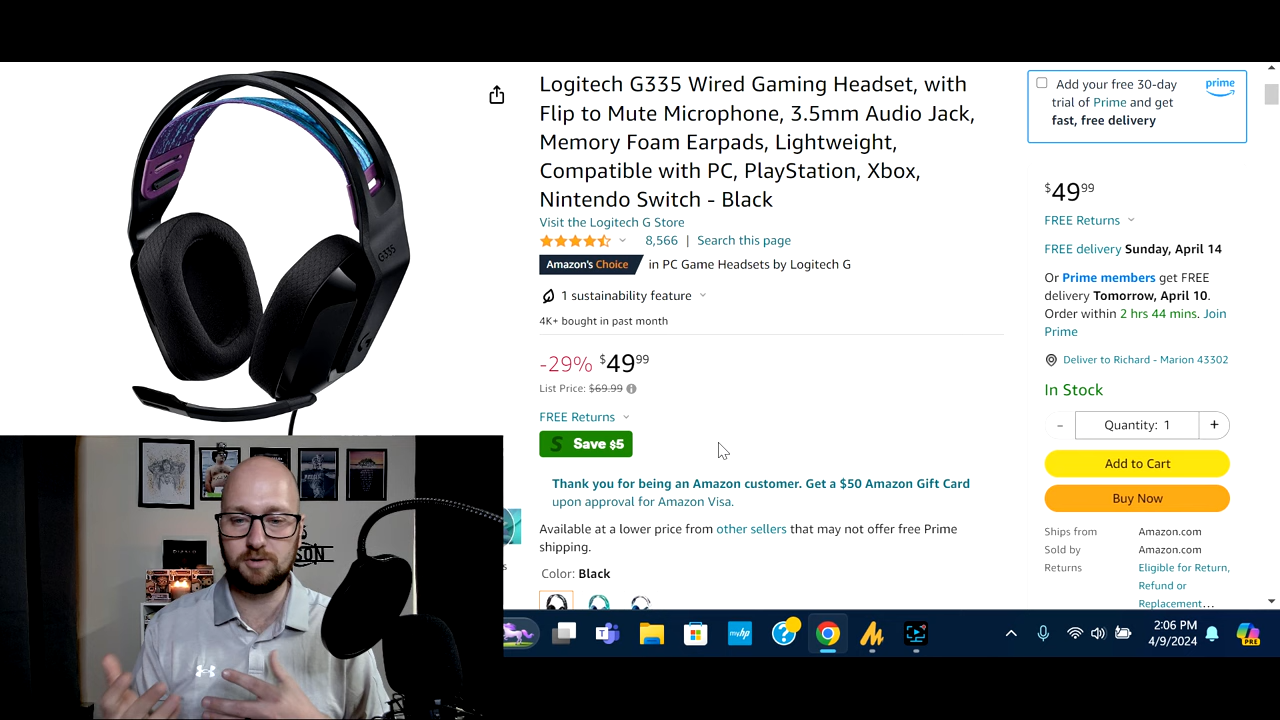 Logitech G335 Wired Gaming Headset, with
Flip to Mute Microphone, 3.5mm Audio Jack,
Memory Foam Earpads, Lightweight,
Compatible with PC, PlayStation, Xbox,
Nintendo Switch - Black
Visit the Logitech G Store
8,566 | Search this page
Amazon's Choice in PC Game Headsets by Logitech G
1 sustainability feature
4K+ bought in past month
-29% $49 99
List Price: $69.99
FREE Returns
S Save $5
Thank you for being an Amazon customer. Get a $50 Amazon Gift Card
upon approval for Amazon Visa.
Available at a lower price from other sellers that may not offer free Prime
shipping.
Color: Black
G335
Add your free 30-day
trial of Prime and get
fast, free delivery
prime
$49 99
FREE Returns
FREE delivery Sunday, April 14
Or Prime members get FREE
delivery Tomorrow, April 10.
Order within 2 hrs 44 mins. Join
Prime
Deliver to Richard - Marion 43302
In Stock
- Quantity: 1 +
Add to Cart
Buy Now
Ships from Amazon.com
Sold by Amazon.com
Returns Eligible for Return,
Refund or
Replacement...
myhp
2:06 PM
4/9/2024
PRE